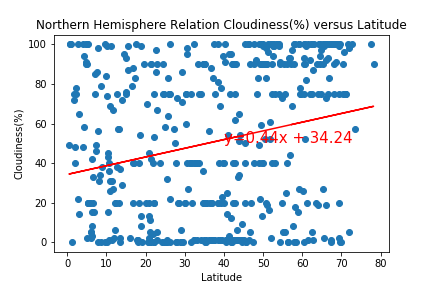 Northern Hemisphere Relation Cloudiness(%) versus Latitude
100
80
60
40
20
0
Cloudiness(%)
y=0.44x + 34.24
0 10 20 30 40 50 60 70 80
Latitude